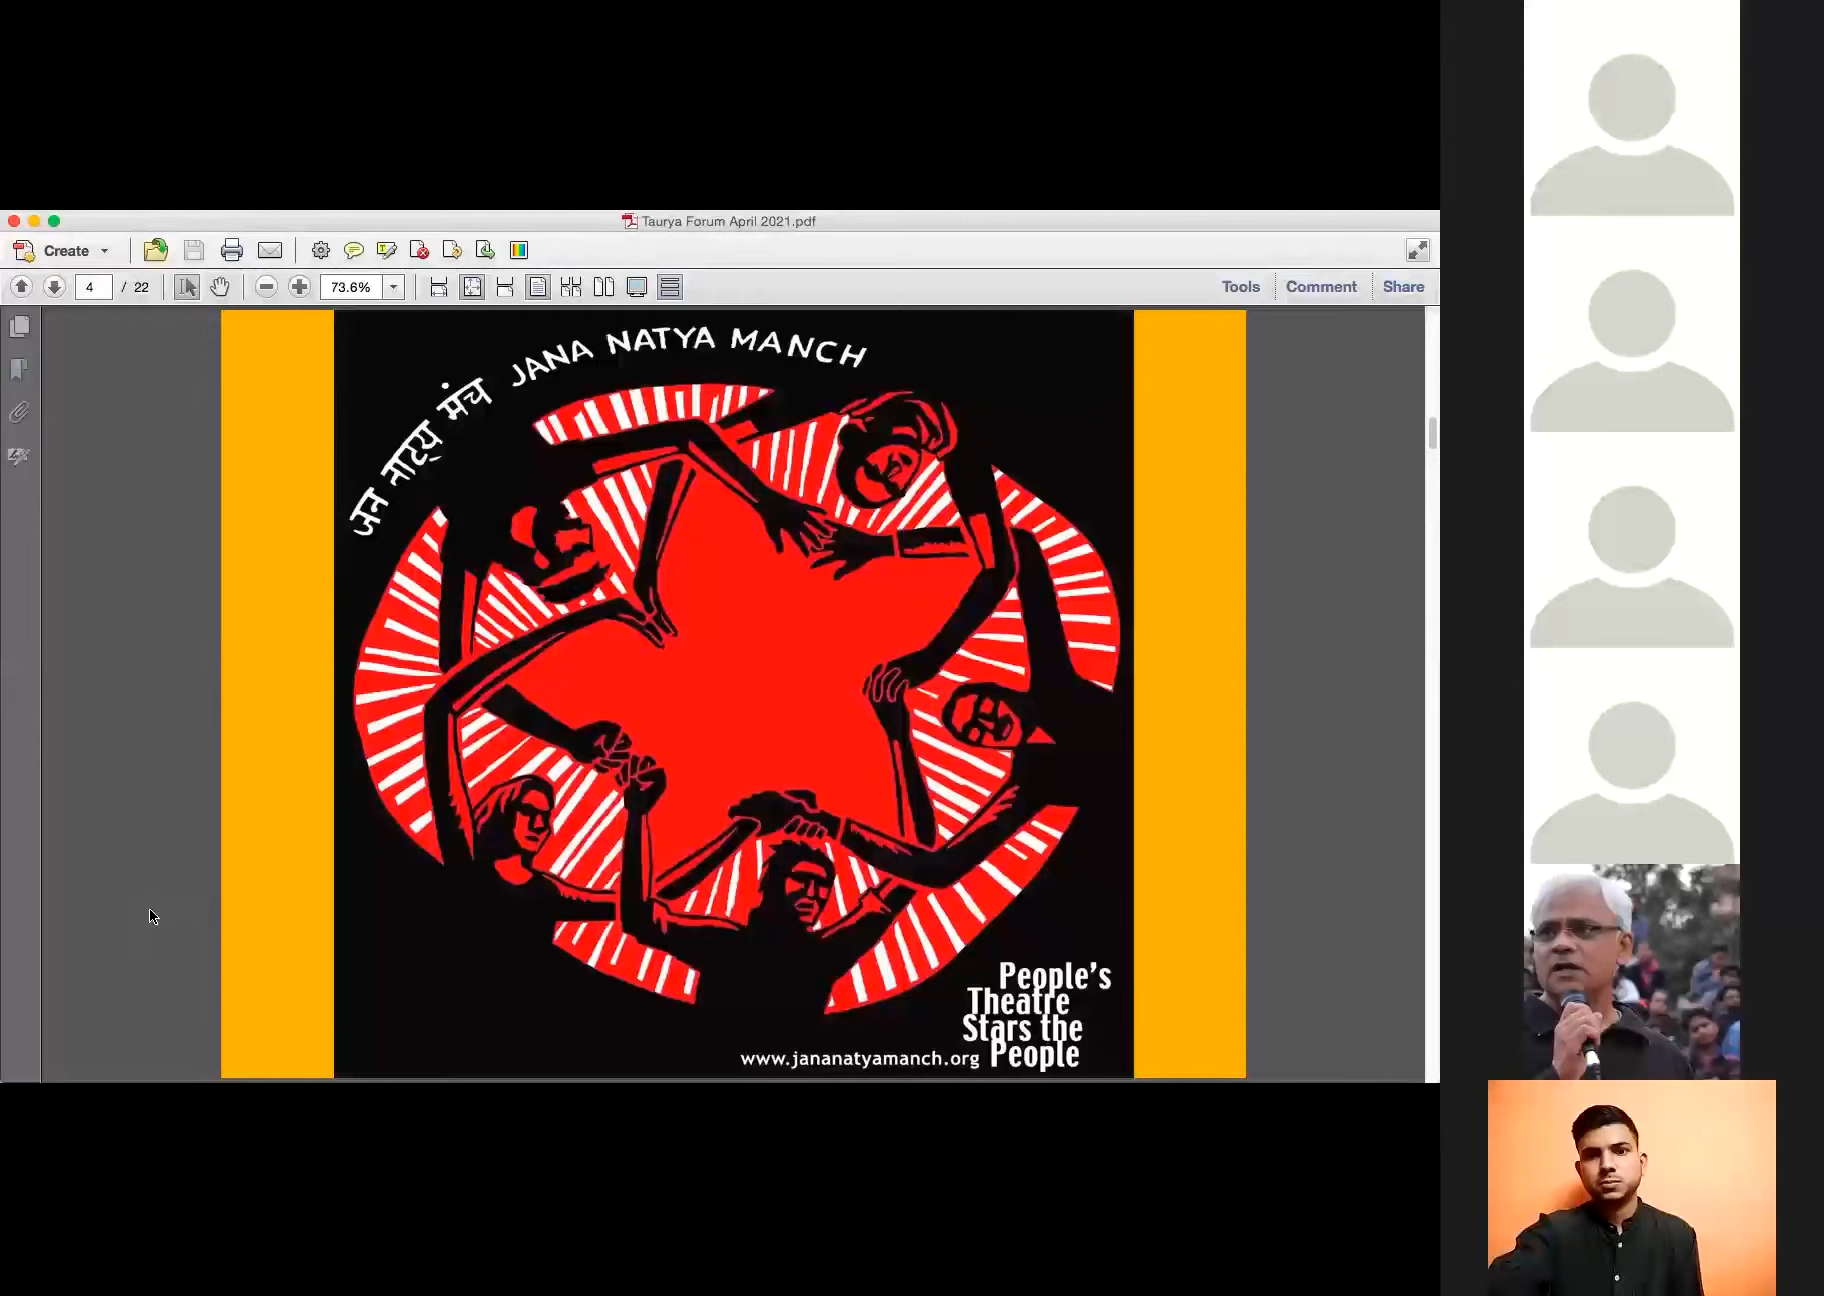 Taurya Forum April 2021.pdf
Create
4 / 22
73.6%
Tools
Comment
Share
जन नाट्य मंच JANA NATYA MANCH
People's
Theatre
Stars the
People
www.jananatyamanch.org